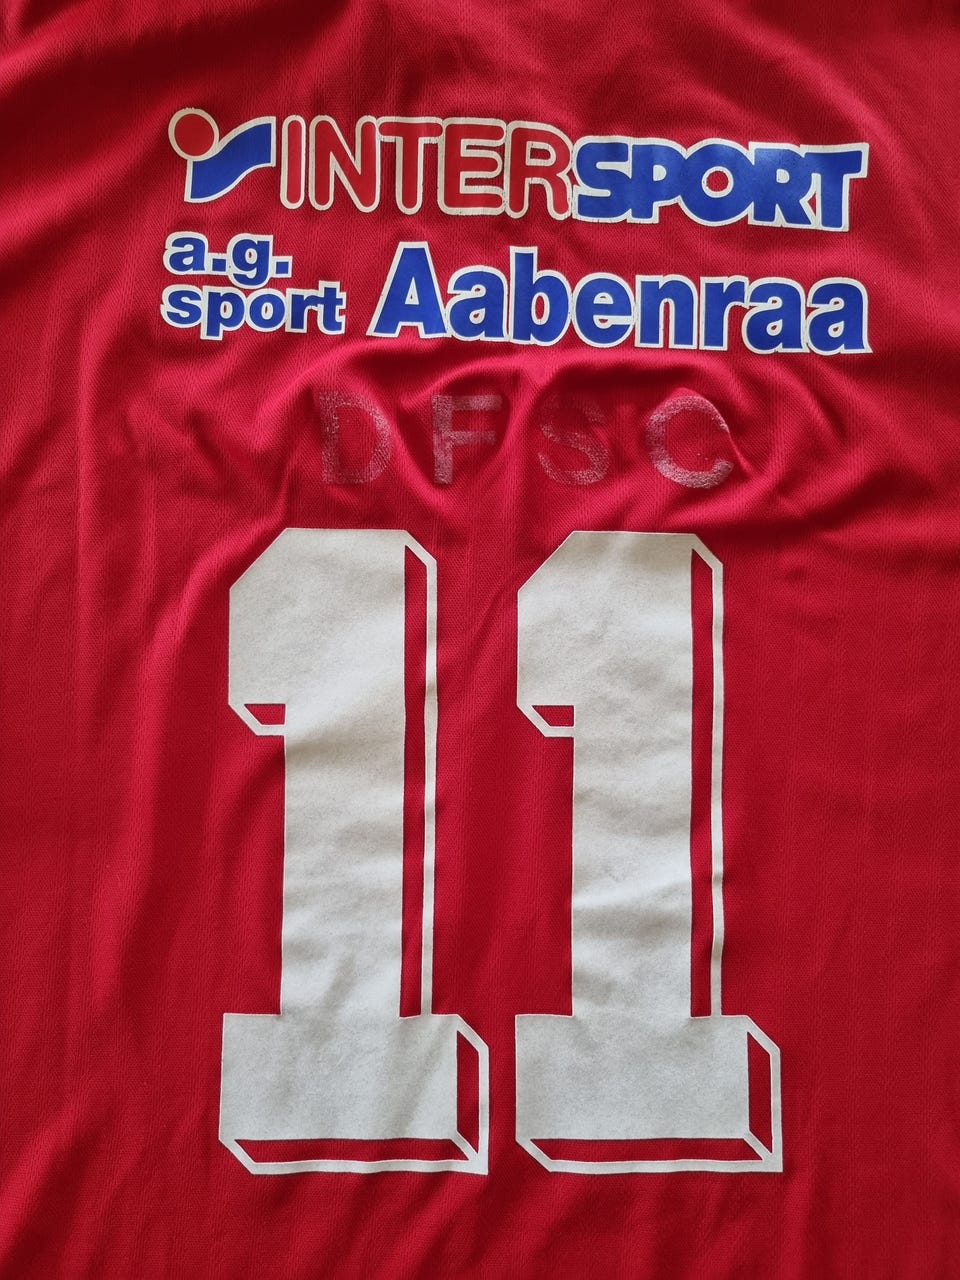 INTERSPORT
a.g.
sport Aabenraa
DFSC
11